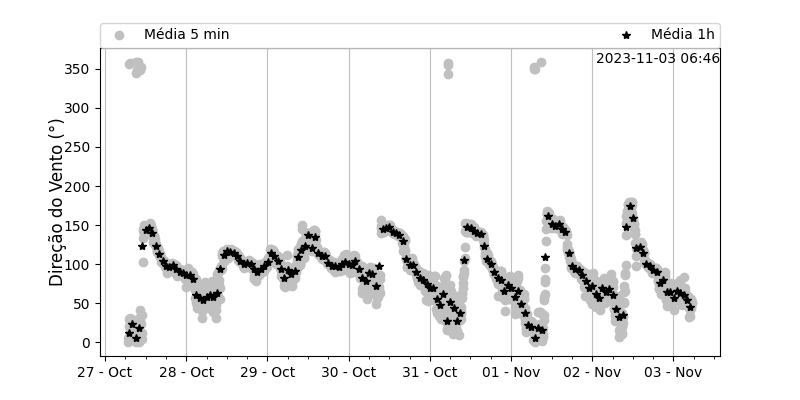 Média 5 min
Média 1h
2023-11-03 06:46
Direção do Vento (°)
350
300
250
200
150
100
50
0
27 - Oct
28 - Oct
29 - Oct
30 - Oct
31 - Oct
01 - Nov
02 - Nov
03 - Nov